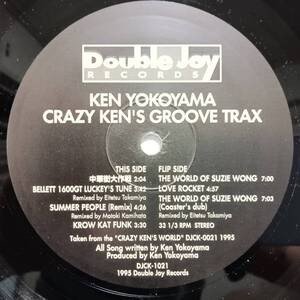 Double Joy
RECORDS
KEN YOKOYAMA
CRAZY KEN'S GROOVE TRAX
THIS SIDE
中華街大作戦 2:04
BELLETT 1600GT LUCKEY'S TUNE 5:42
Remixed by Eitetsu Takamiya
SUMMER PEOPLE (Remix) 4:26
Remixed by Motoki Kamihata
KROW KAT FUNK 3:30
FLIP SIDE
THE WORLD OF SUZIE WONG 7:00
LOVE ROCKET 4:57
THE WORLD OF SUZIE WONG 7:03
(Coaster's dub)
Remixed by Eitetsu Takamiya
33 1/3 RPM STEREO
Taken from the "CRAZY KEN'S WORLD" DJCK-0021 1995
All Song written by Ken Yokoyama
Produced by Ken Yokoyama
DJCK-1021
1995 Double Joy Records